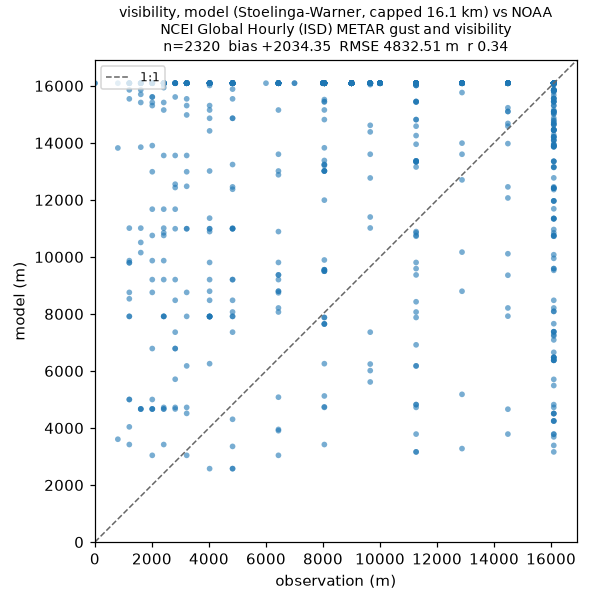 visibility, model (Stoelinga-Warner, capped 16.1 km) vs NOAA
NCEI Global Hourly (ISD) METAR gust and visibility
n=2320 bias +2034.35 RMSE 4832.51 m r 0.34
1:1
16000
14000
12000
10000
8000
6000
4000
2000
0
model (m)
0 2000 4000 6000 8000 10000 12000 14000 16000
observation (m)